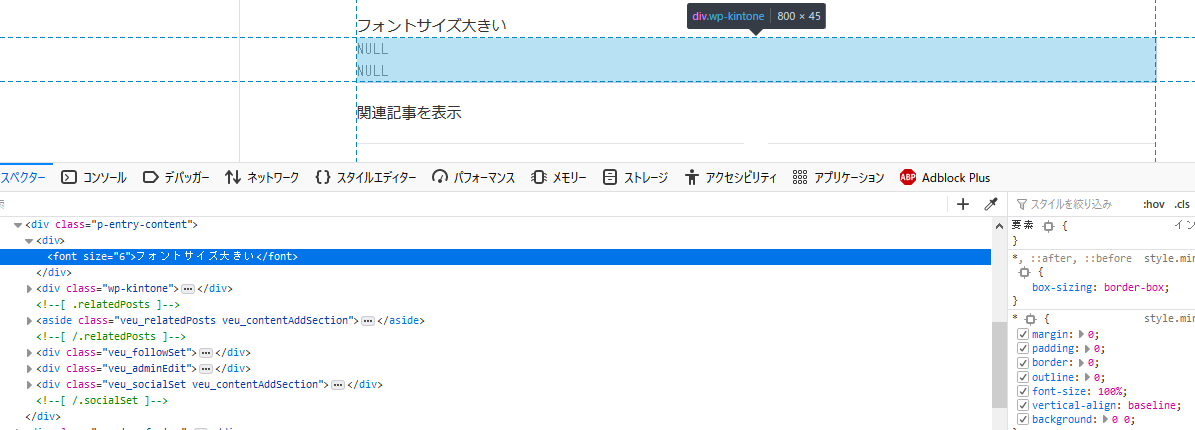 フォントサイズ大きい
div.wp-kintone 800 × 45
NULL
NULL
関連記事を表示
スペクター コンソール デバッガー ネットワーク スタイルエディター パフォーマンス メモリー ストレージ アクセシビリティ アプリケーション ABP Adblock Plus
スタイルを絞り込み :hov .cls
<div class="p-entry-content">
<div>
<font size="6">フォントサイズ大きい</font>
</div>
<div class="wp-kintone"></div>
<!--[ .relatedPosts ]-->
<aside class="veu_relatedPosts veu_contentAddSection"></aside>
<!--[ /.relatedPosts ]-->
<div class="veu_followSet"></div>
<div class="veu_adminEdit"></div>
<div class="veu_socialSet veu_contentAddSection"></div>
<!--[ /.socialSet ]-->
</div>
要素 { イン
}
*, ::after, ::before style.min
{
box-sizing: border-box;
}
* { style.min
margin: 0;
padding: 0;
border: 0;
outline: 0;
font-size: 100%;
vertical-align: baseline;
background: 0 0;